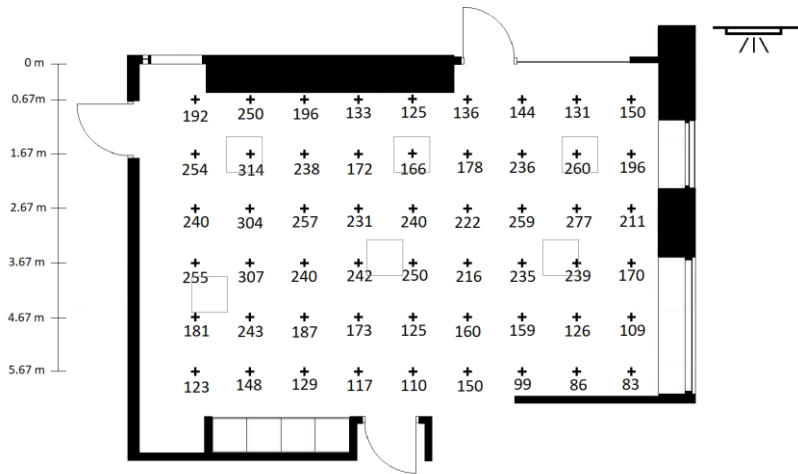 0 m
0.67m
192 250 196 133 125 136 144 131 150
1.67 m
254 314 238 172 166 178 236 260 196
2.67 m
240 304 257 231 240 222 259 277 211
3.67 m
255 307 240 242 250 216 235 239 170
4.67 m
181 243 187 173 125 160 159 126 109
5.67 m
123 148 129 117 110 150 99 86 83